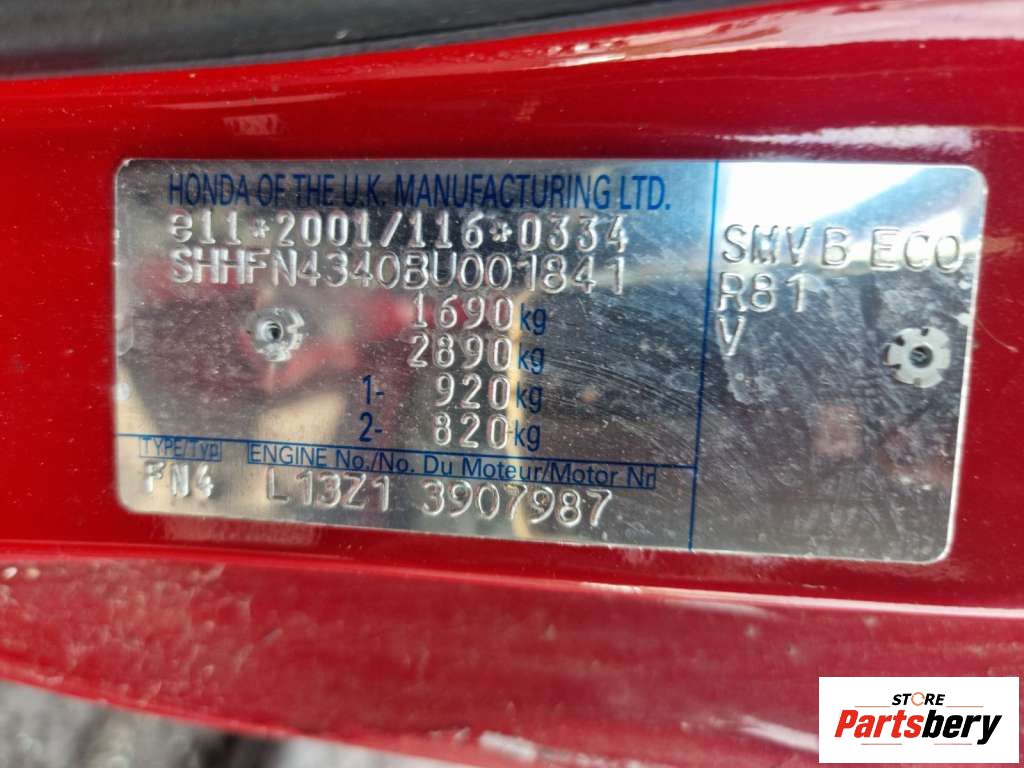 HONDA OF THE U.K. MANUFACTURING LTD.
e11*2001/116*0334
SHHFN4340BU001841
1690kg
2890kg
1- 920kg
2- 820kg
SMVB ECO
R81
V
TYPE/TYP ENGINE No./No. Du Moteur/Motor Nr
FN4 L13Z1 3907987
STORE
Partsbery